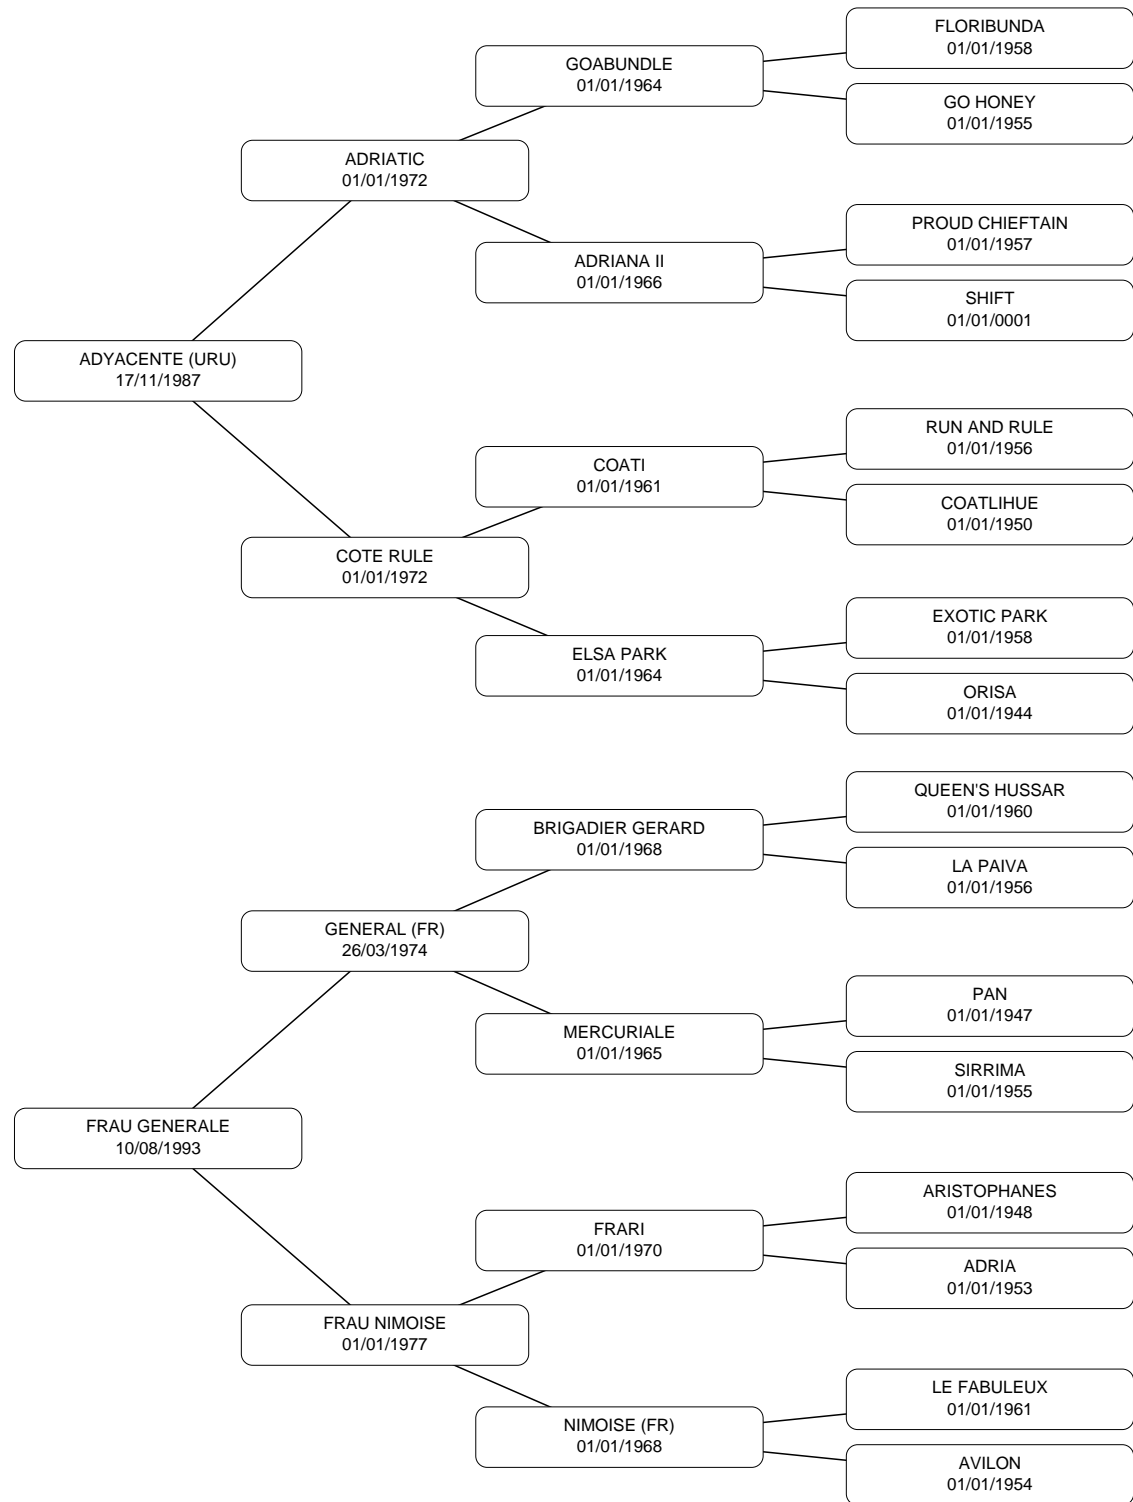 FLORIBUNDA
01/01/1958
GOABUNDLE
01/01/1964
GO HONEY
01/01/1955
ADRIATIC
01/01/1972
PROUD CHIEFTAIN
01/01/1957
ADRIANA II
01/01/1966
SHIFT
01/01/0001
ADYACENTE (URU)
17/11/1987
RUN AND RULE
01/01/1956
COATI
01/01/1961
COATLIHUE
01/01/1950
COTE RULE
01/01/1972
EXOTIC PARK
01/01/1958
ELSA PARK
01/01/1964
ORISA
01/01/1944
QUEEN'S HUSSAR
01/01/1960
BRIGADIER GERARD
01/01/1968
LA PAIVA
01/01/1956
GENERAL (FR)
26/03/1974
PAN
01/01/1947
MERCURIALE
01/01/1965
SIRRIMA
01/01/1955
FRAU GENERALE
10/08/1993
ARISTOPHANES
01/01/1948
FRARI
01/01/1970
ADRIA
01/01/1953
FRAU NIMOISE
01/01/1977
LE FABULEUX
01/01/1961
NIMOISE (FR)
01/01/1968
AVILON
01/01/1954